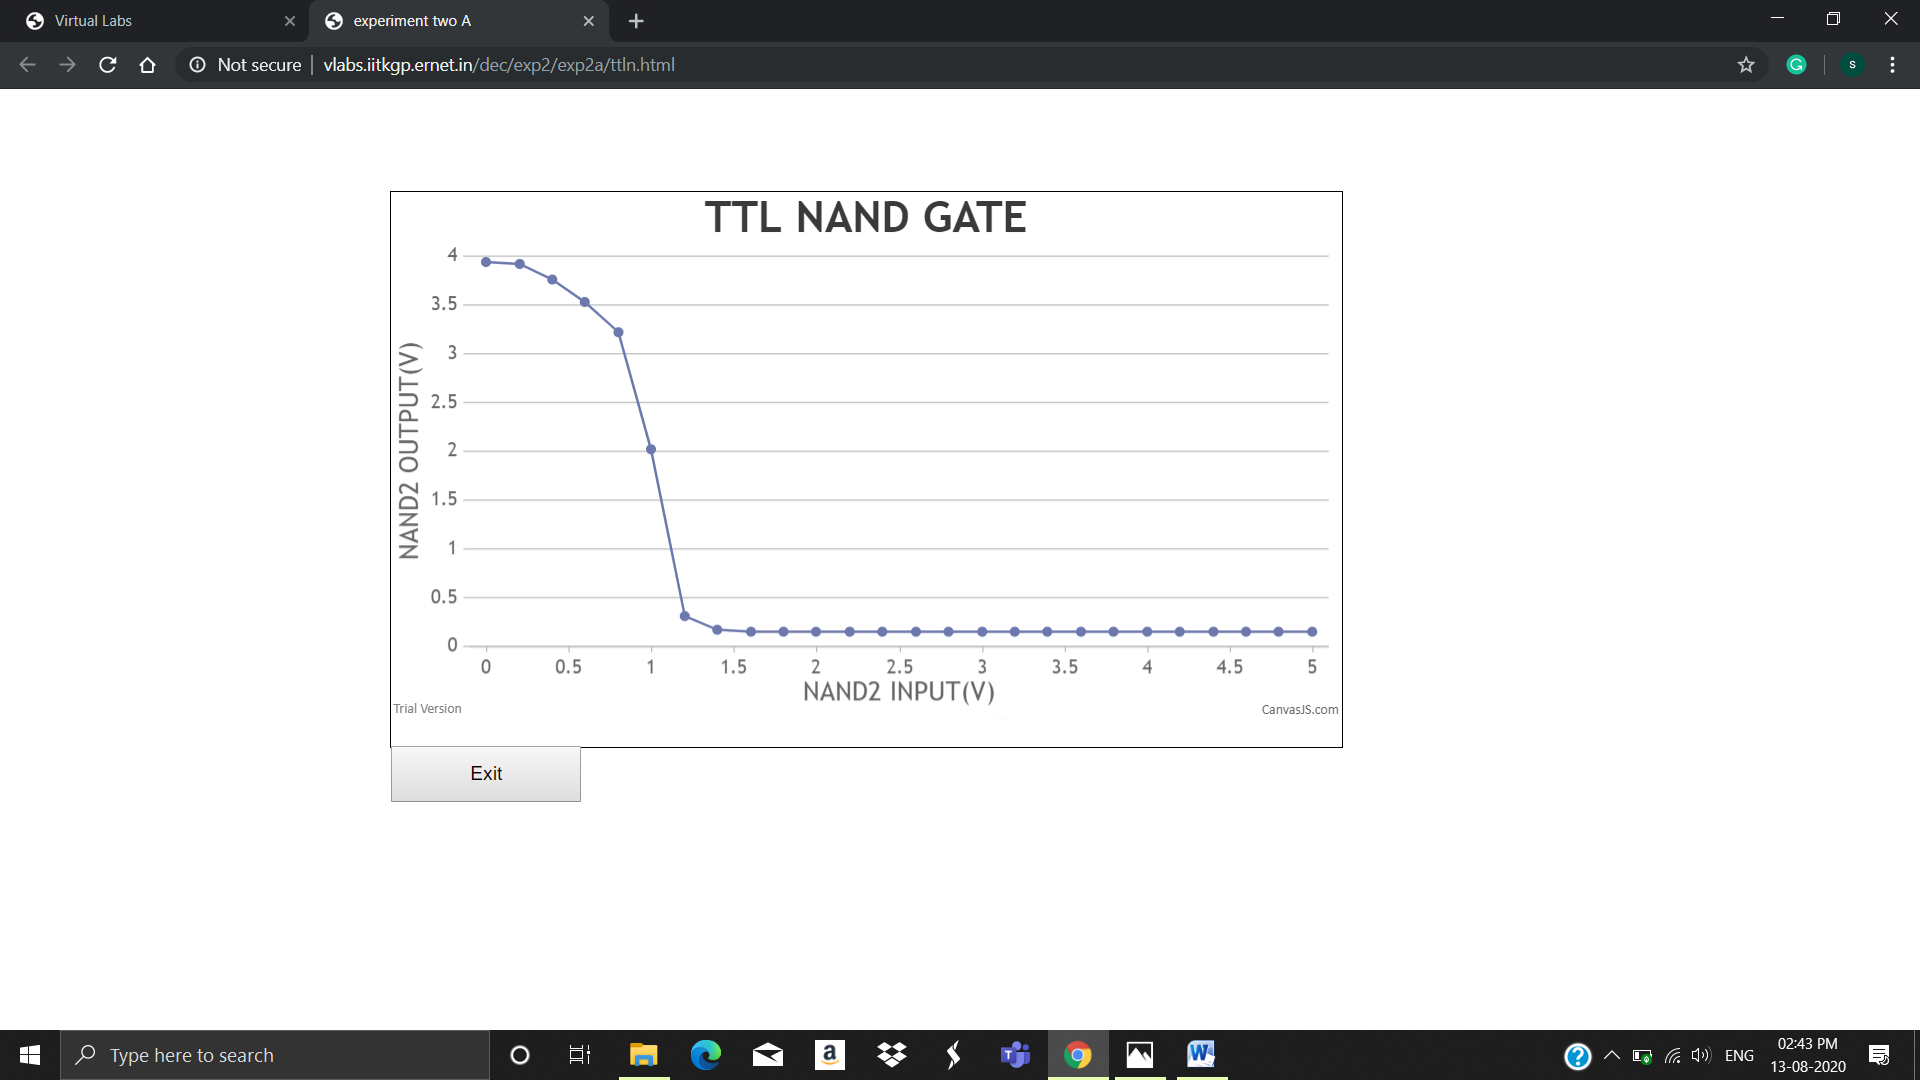 Virtual Labs
experiment two A
Not secure | vlabs.iitkgp.ernet.in/dec/exp2/exp2a/ttln.html
S
TTL NAND GATE
NAND2 OUTPUT(V)
4
3.5
3
2.5
2
1.5
1
0.5
0
0 0.5 1 1.5 2 2.5 3 3.5 4 4.5 5
NAND2 INPUT(V)
Trial Version
CanvasJS.com
Exit
Type here to search
ENG
02:43 PM
13-08-2020